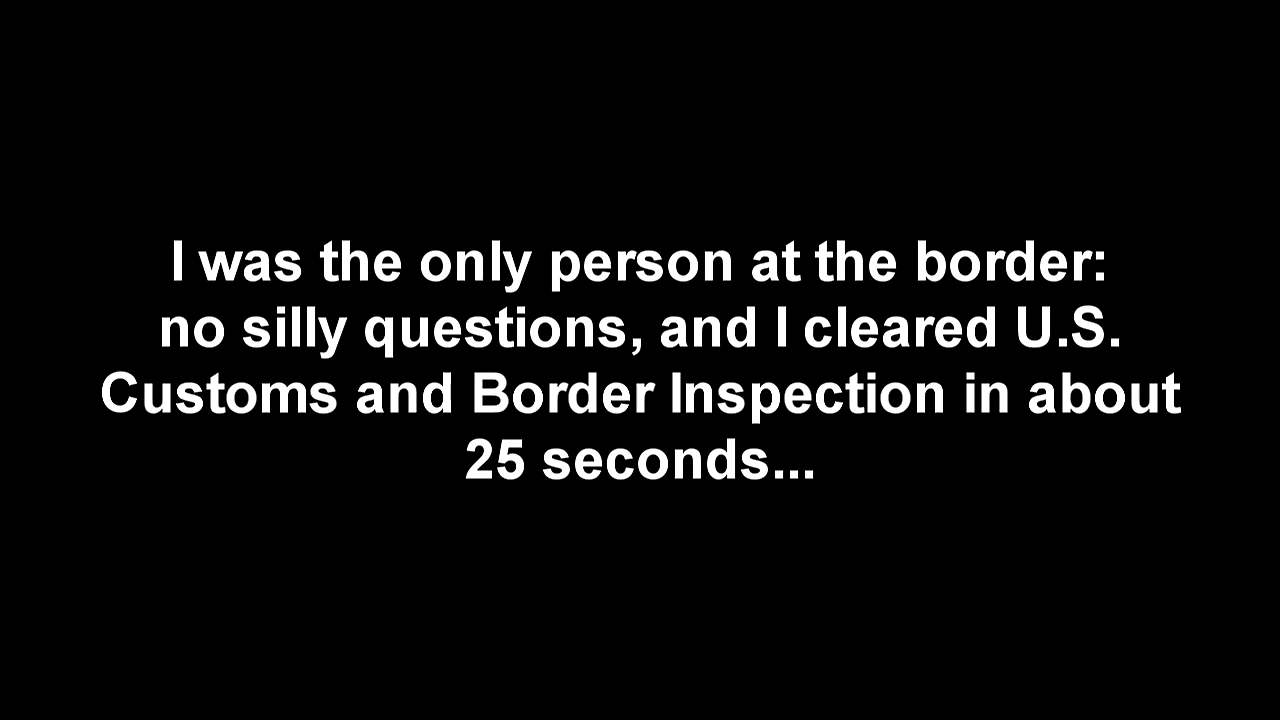 I was the only person at the border:
no silly questions, and I cleared U.S.
Customs and Border Inspection in about
25 seconds...